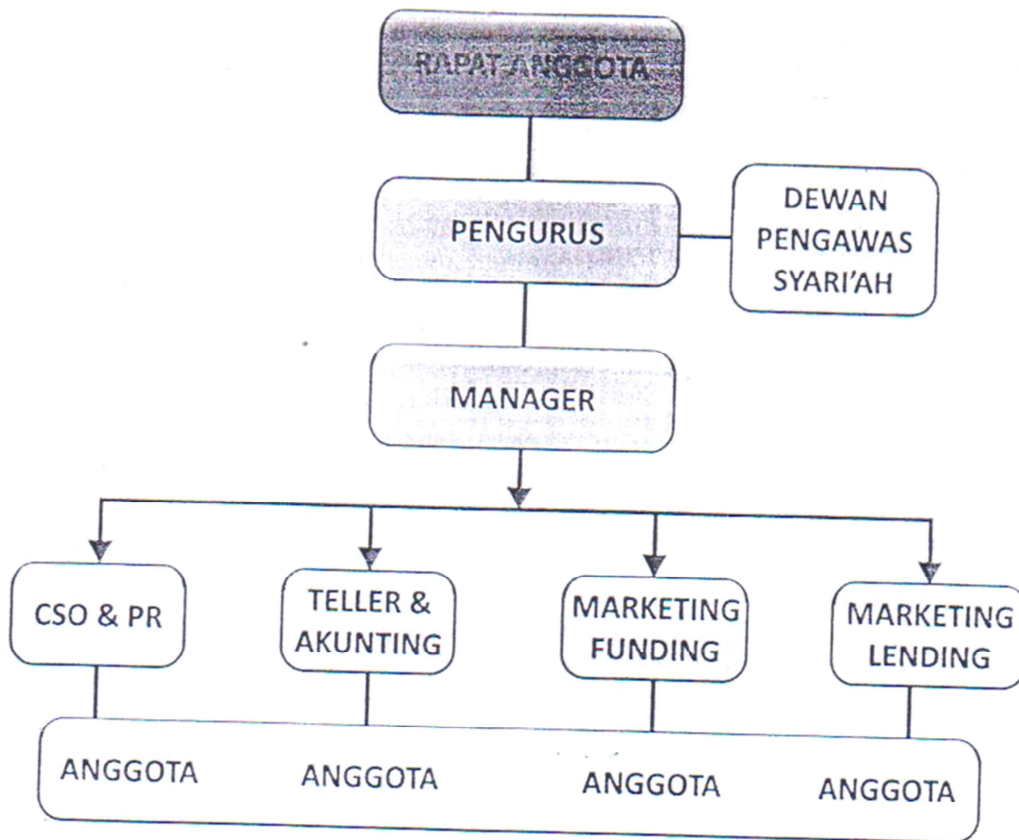 RAPAT ANGGOTA
PENGURUS
DEWAN
PENGAWAS
SYARI'AH
MANAGER
CSO & PR
TELLER &
AKUNTING
MARKETING
FUNDING
MARKETING
LENDING
ANGGOTA
ANGGOTA
ANGGOTA
ANGGOTA